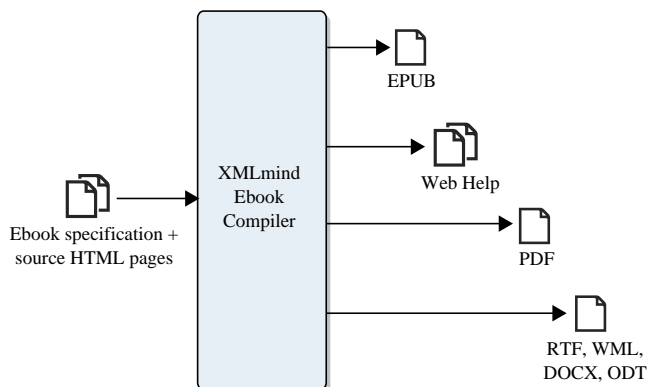 EPUB
XMLmind
Ebook
Compiler
Web Help
Ebook specification +
source HTML pages
PDF
RTF, WML,
DOCX, ODT